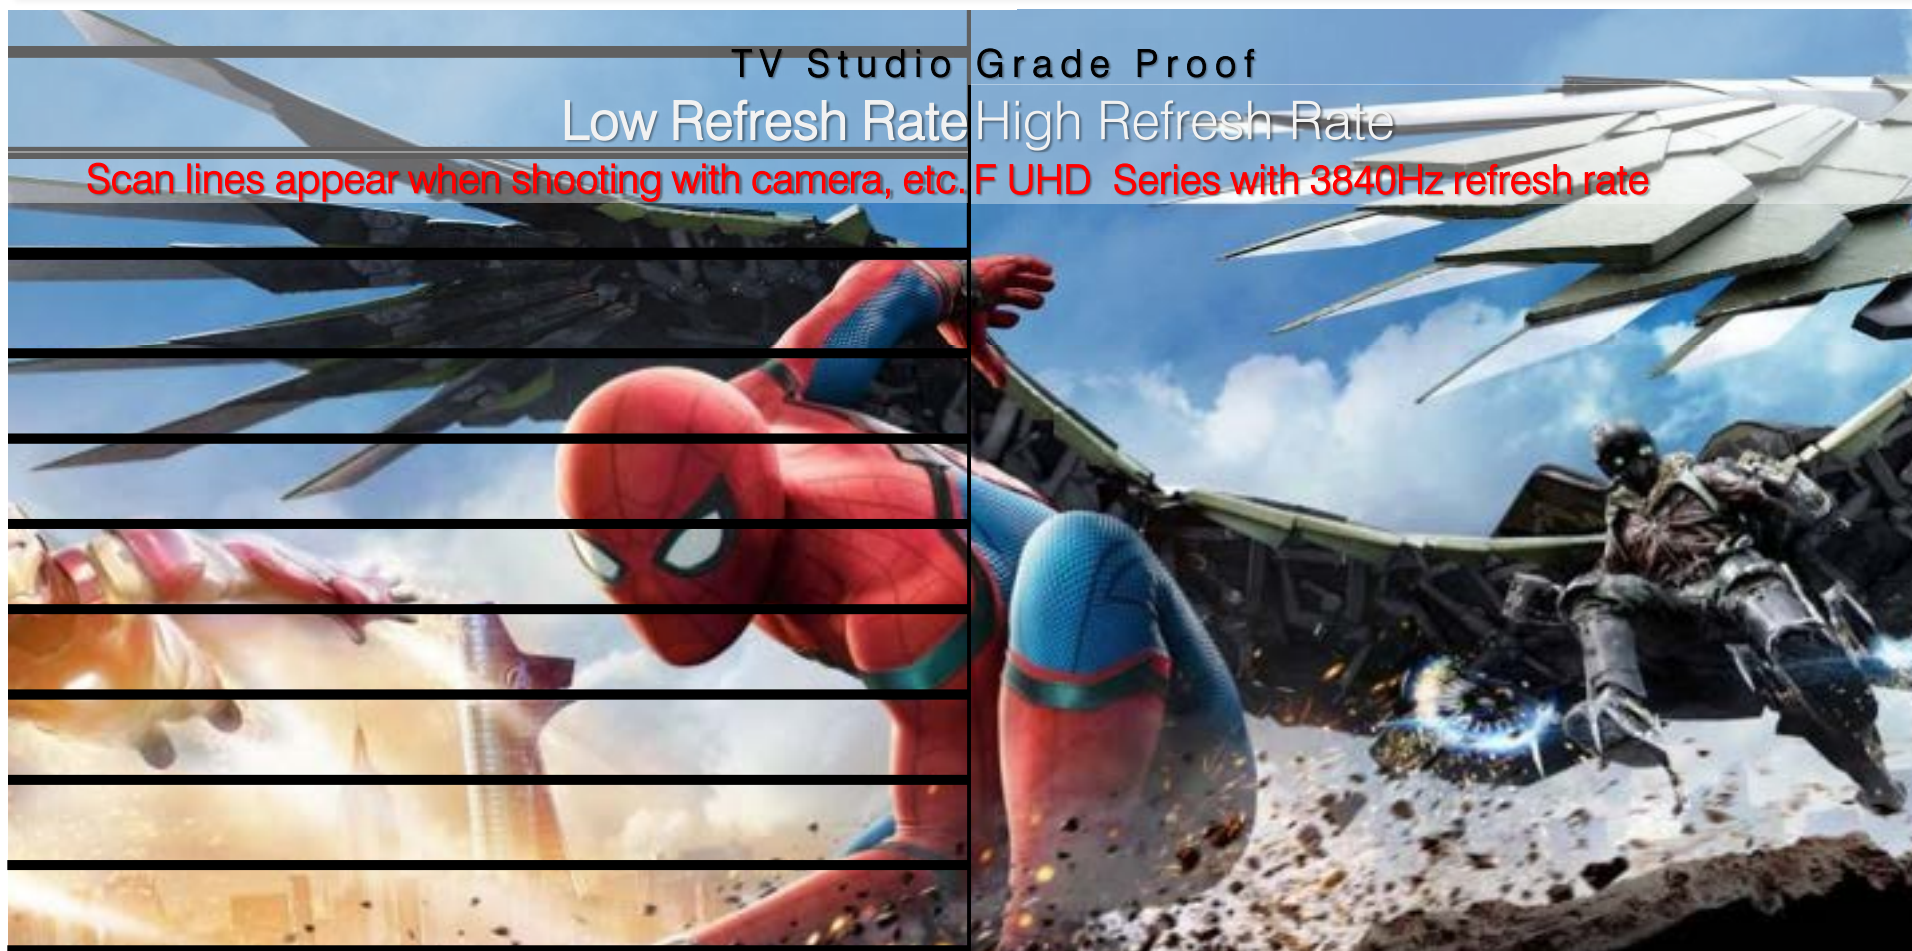 TV Studio Grade Proof
Low Refresh Rate High Refresh Rate
Scan lines appear when shooting with camera, etc. F UHD Series with 3840Hz refresh rate